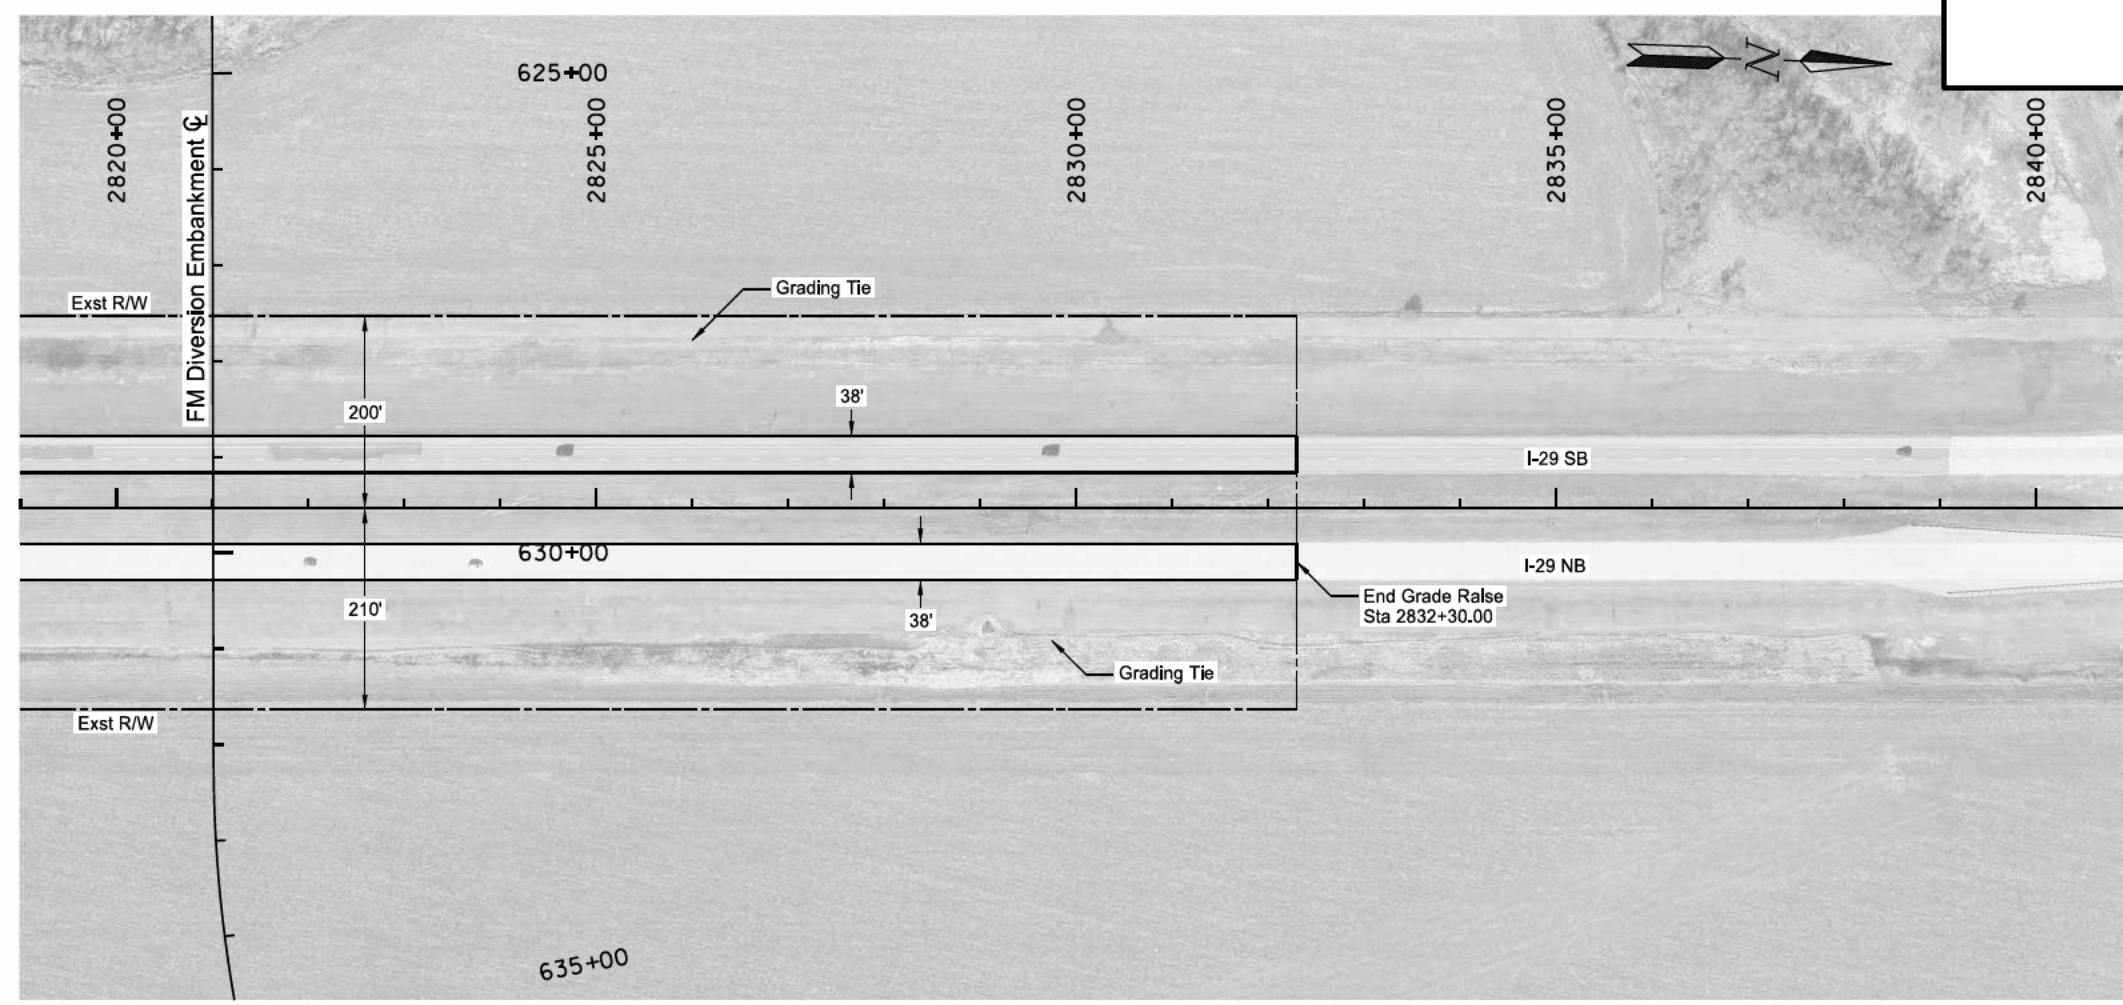 N
625+00
2820+00
2825+00
2830+00
2835+00
2840+00
FM Diversion Embankment ℄
Exst R/W
Grading Tie
200'
38'
I-29 SB
630+00
I-29 NB
210'
38'
End Grade Raise
Sta 2832+30.00
Grading Tie
Exst R/W
635+00